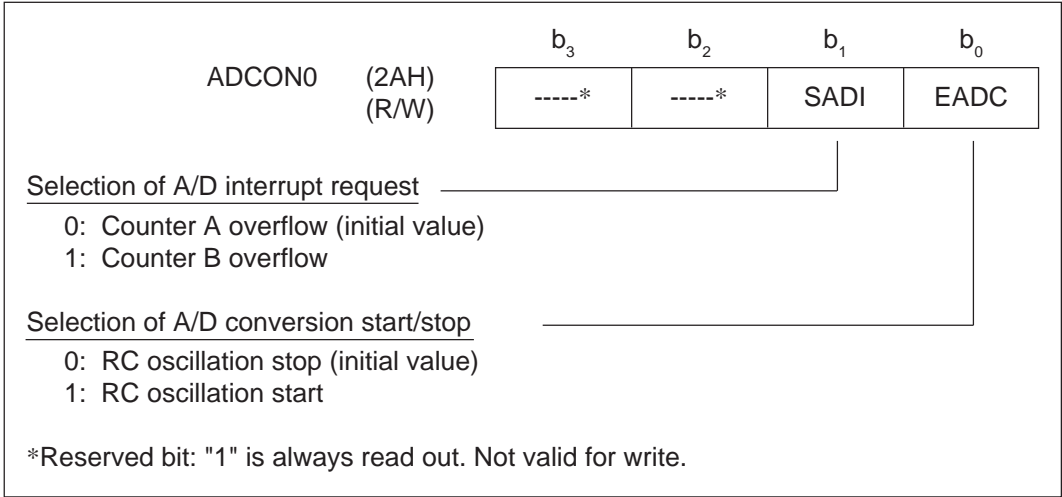 b3 b2 b1 b0
ADCON0 (2AH) -----* -----* SADI EADC
(R/W)
Selection of A/D interrupt request
0: Counter A overflow (initial value)
1: Counter B overflow
Selection of A/D conversion start/stop
0: RC oscillation stop (initial value)
1: RC oscillation start
*Reserved bit: "1" is always read out. Not valid for write.